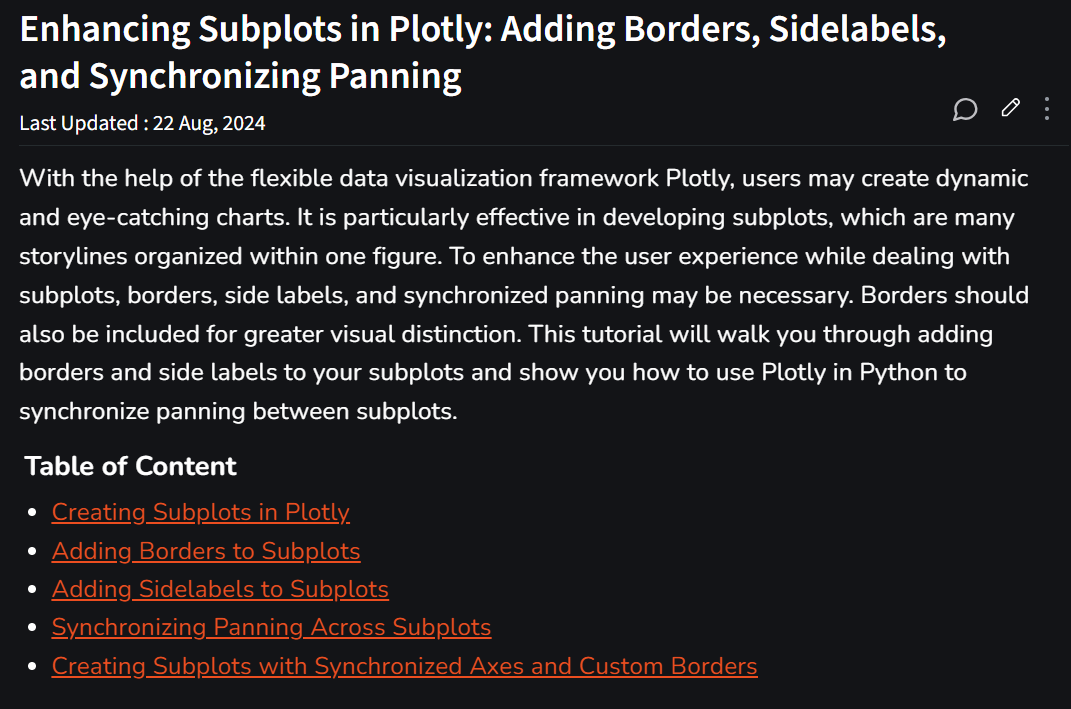 Enhancing Subplots in Plotly: Adding Borders, Sidelabels,
and Synchronizing Panning
Last Updated : 22 Aug, 2024
With the help of the flexible data visualization framework Plotly, users may create dynamic
and eye-catching charts. It is particularly effective in developing subplots, which are many
storylines organized within one figure. To enhance the user experience while dealing with
subplots, borders, side labels, and synchronized panning may be necessary. Borders should
also be included for greater visual distinction. This tutorial will walk you through adding
borders and side labels to your subplots and show you how to use Plotly in Python to
synchronize panning between subplots.
Table of Content
Creating Subplots in Plotly
Adding Borders to Subplots
Adding Sidelabels to Subplots
Synchronizing Panning Across Subplots
Creating Subplots with Synchronized Axes and Custom Borders